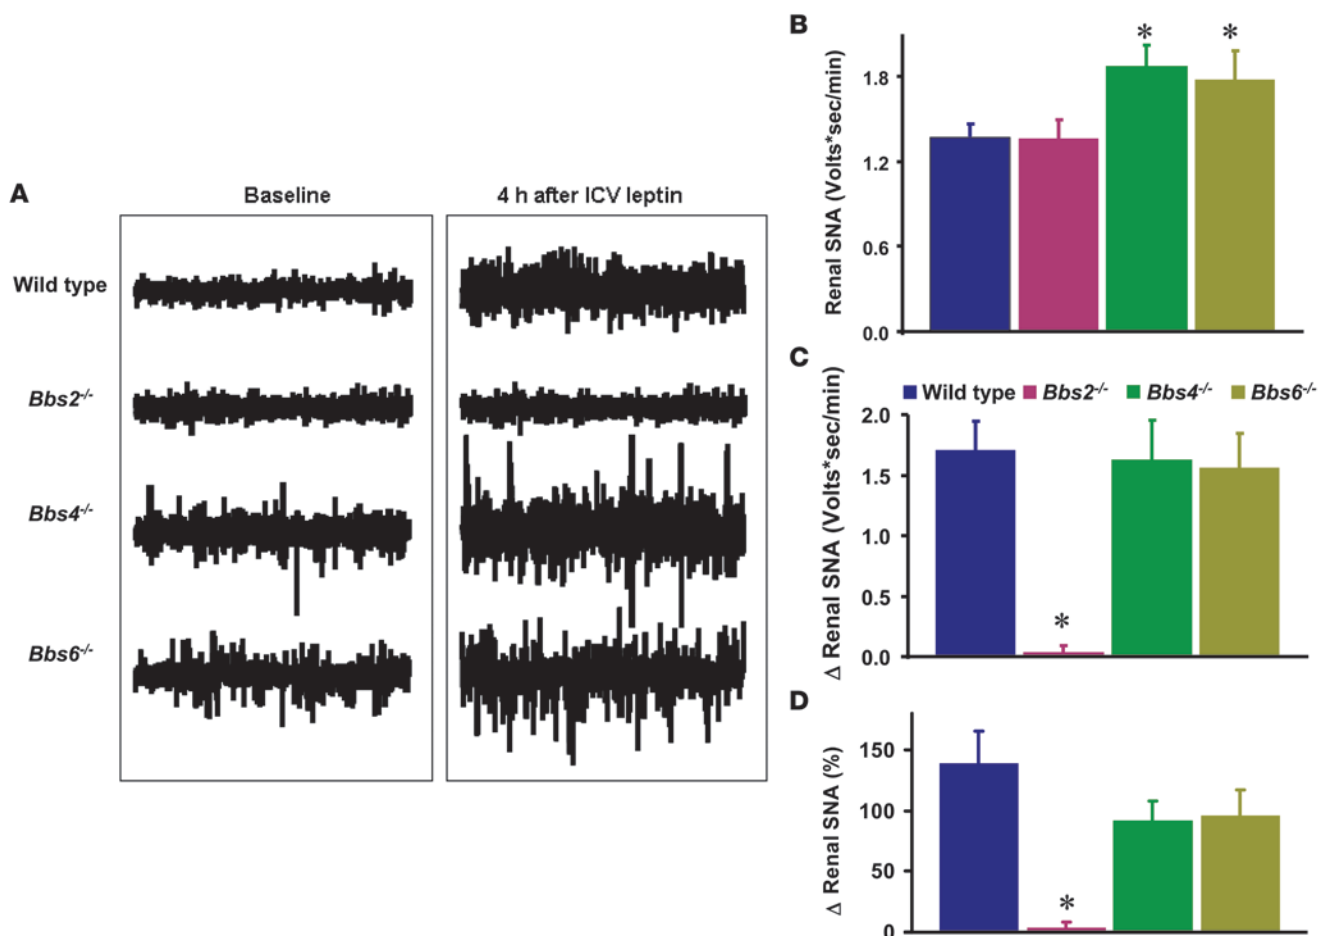 A
Baseline
4 h after ICV leptin
Wild type
Bbs2-/-
Bbs4-/-
Bbs6-/-
B
Renal SNA (Volts*sec/min)
1.8
1.2
0.6
0.0
*
*
C
Wild type Bbs2-/- Bbs4-/- Bbs6-/-
Δ Renal SNA (Volts*sec/min)
2.0
1.5
1.0
0.5
0.0
*
D
Δ Renal SNA (%)
150
100
50
0
*